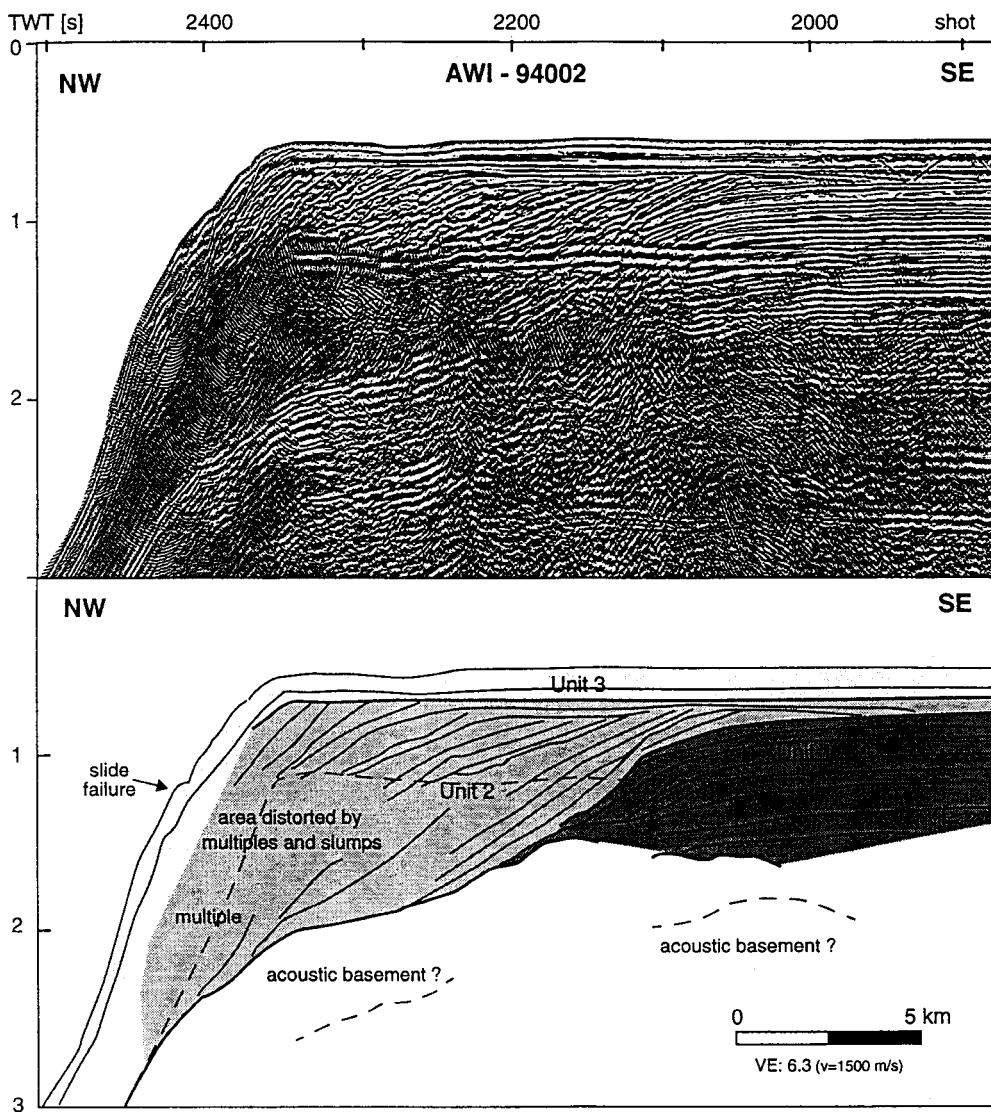 TWT [s] 2400 2200 2000 shot
0
NW AWI - 94002 SE
1
2
NW SE
Unit 3
1
slide
failure
Unit 2
area distorted by
multiples and slumps
multiple
2
acoustic basement ?
acoustic basement ?
0 5 km
VE: 6.3 (v=1500 m/s)
3